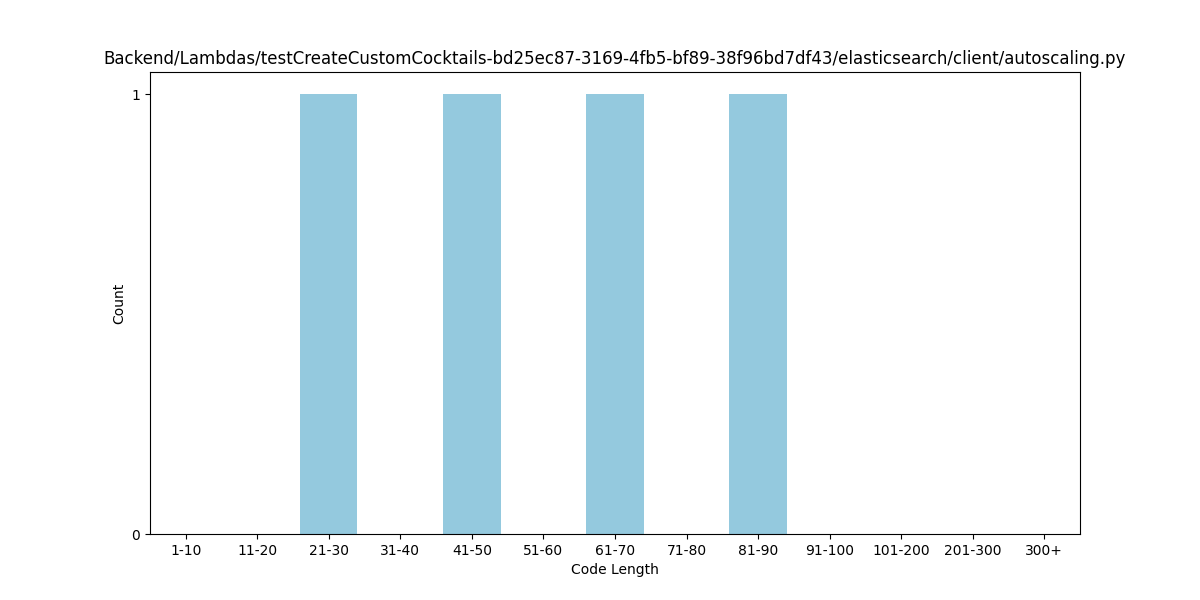 Backend/Lambdas/testCreateCustomCocktails-bd25ec87-3169-4fb5-bf89-38f96bd7df43/elasticsearch/client/autoscaling.py
1
Count
0
1-10 11-20 21-30 31-40 41-50 51-60 61-70 71-80 81-90 91-100 101-200 201-300 300+
Code Length